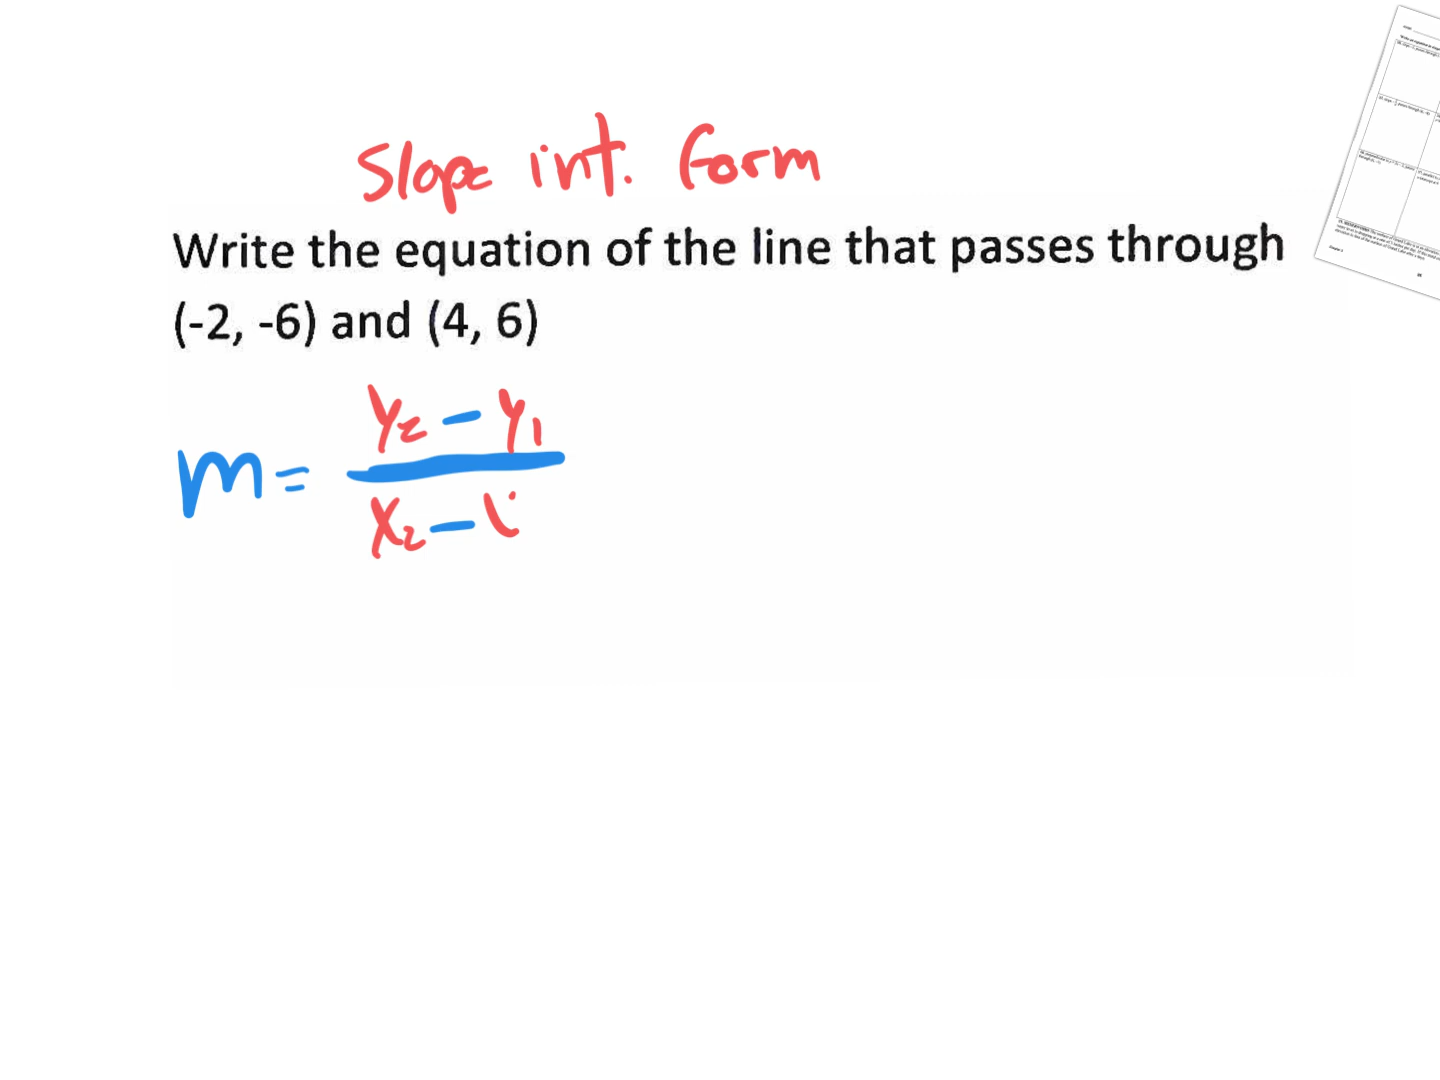 Slope int. form
Write the equation of the line that passes through
(-2, -6) and (4, 6)
m = y₂ - y₁
x₂ -